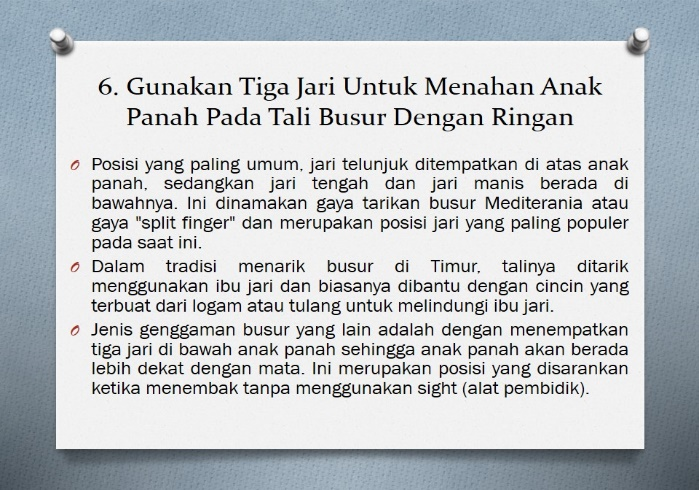 6. Gunakan Tiga Jari Untuk Menahan Anak
Panah Pada Tali Busur Dengan Ringan
Posisi yang paling umum, jari telunjuk ditempatkan di atas anak
panah, sedangkan jari tengah dan jari manis berada di
bawahnya. Ini dinamakan gaya tarikan busur Mediterania atau
gaya "split finger" dan merupakan posisi jari yang paling populer
pada saat ini.
Dalam tradisi menarik busur di Timur, talinya ditarik
menggunakan ibu jari dan biasanya dibantu dengan cincin yang
terbuat dari logam atau tulang untuk melindungi ibu jari.
Jenis genggaman busur yang lain adalah dengan menempatkan
tiga jari di bawah anak panah sehingga anak panah akan berada
lebih dekat dengan mata. Ini merupakan posisi yang disarankan
ketika menembak tanpa menggunakan sight (alat pembidik).